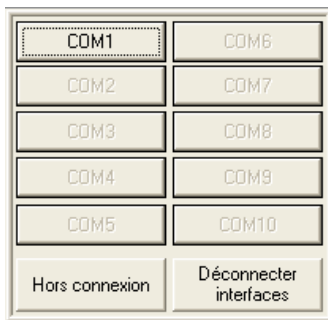 COM1 COM6
COM2 COM7
COM3 COM8
COM4 COM9
COM5 COM10
Hors connexion Déconnecter
interfaces